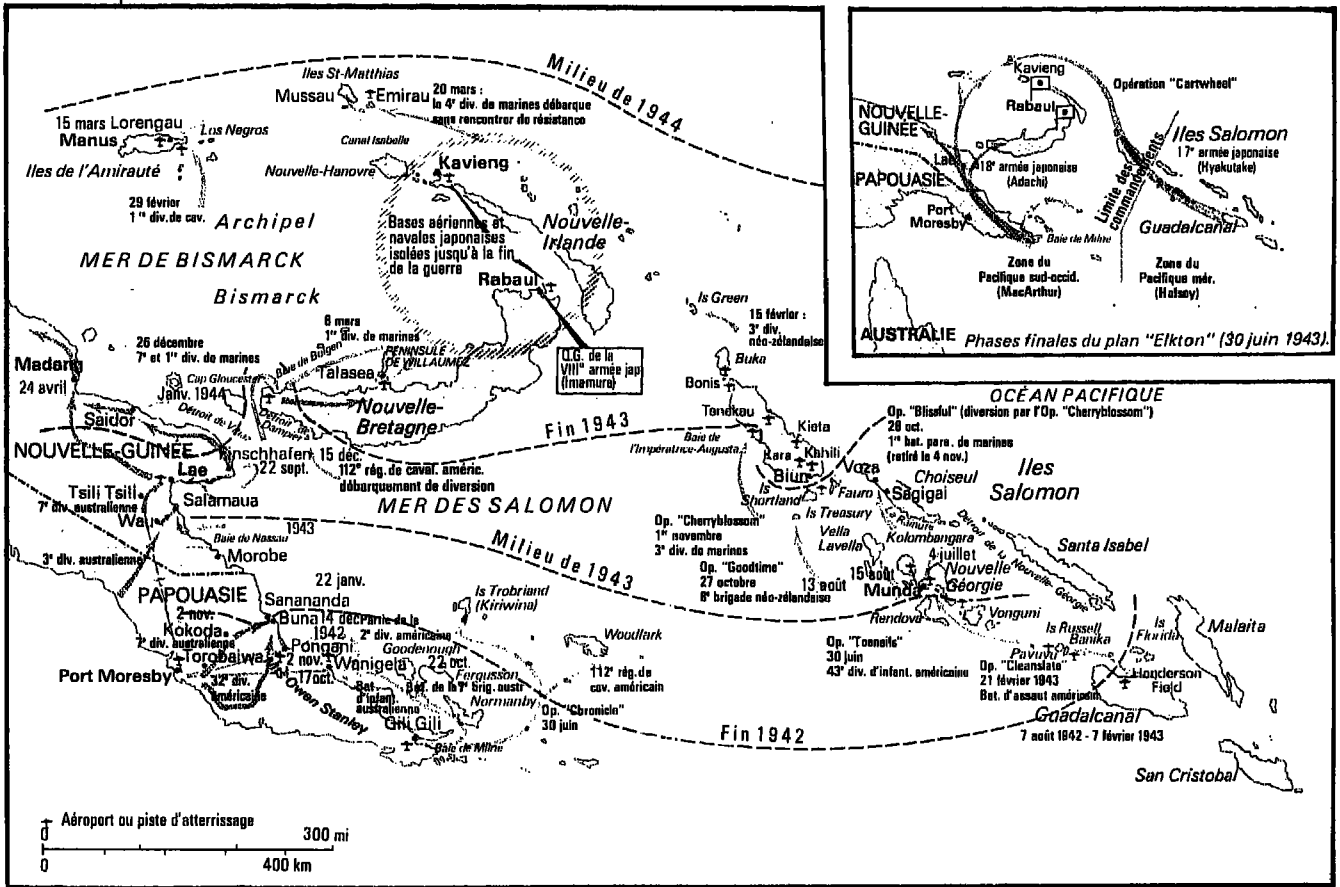 Milieu de 1944
Iles St-Matthias
Mussau
Emirau
20 mars :
la 4e div. de marines débarque
sans rencontrer de résistance
15 mars Lorengau
Manus
Los Negros
Iles de l'Amirauté
29 février
1re div. de cav.
Canal Isabelle
Nouvelle-Hanovre
Kavieng
Archipel
Bismarck
MER DE BISMARCK
Bases aériennes et
navales japonaises
isolées jusqu'à la fin
de la guerre
Nouvelle-
Irlande
Rabaul
Q.G. de la
VIIIe armée jap
(Imamura)
26 décembre
7e et 1re div. de marines
6 mars
1re div. de marines
PENINSULE
DE WILLAUMEZ
Talasea
Cap Gloucester
Janv. 1944
Détroit de
Détroit de
Dampier
Nouvelle-
Bretagne
Madang
24 avril
Saidor
NOUVELLE-GUINÉE
inschhafen
22 sept.
15 déc.
112e rég. de caval. améric.
débarquement de diversion
Fin 1943
Lae
Salamaua
Tsili Tsili
7e div. australienne
Wau
3e div. australienne
1943
Baie de Nassau
Morobe
MER DES SALOMON
Milieu de 1943
PAPOUASIE
22 janv.
Sanananda
2 nov.
Buna
14 déc
1942
2e div. américaine
Kokoda
7e div. australienne
Pongani
2 nov.
Torobaiwa
17 oct.
Wanigela
Port Moresby
32e div.
américaine
Owen Stanley
Goodenough
22 oct.
Fergusson
Normanby
Bat.
d'infant.
australienne
Gili Gili
Baie de Milne
Is Trobriand
(Kiriwina)
Woodlark
112e rég. de
cav. américain
Op. "Chronicle"
30 juin
Fin 1942
Is Green
15 février :
3e div.
néo-zélandaise
Buka
Bonis
Tenekau
Kieta
Baie de
l'Impératrice-Augusta
Kara
Kahili
Buin
Is
Shortland
Fauro
Is Treasury
Voza
Choiseul
Sagigai
OCÉAN PACIFIQUE
Op. "Blissful" (diversion par l'Op. "Cherryblossom")
28 oct.
1er bat. para. de marines
(retiré le 4 nov.)
Iles
Salomon
Op. "Cherryblossom"
1er novembre
3e div. de marines
Op. "Goodtime"
27 octobre
8e brigade néo-zélandaise
Vella
Lavella
Kolombangara
La Rainure
Détroit de la Nouvelle
Géorgie
Santa Isabel
13 août
15 août
4 juillet
Munda
Nouvelle
Géorgie
Rendova
Vonguni
Op. "Toenails"
30 juin
43e div. d'infant. américaine
Is Russell
Banika
Pavuvu
Op. "Cleanslate"
21 février 1943
Bat. d'assaut américain
Is
Florida
Malaita
Henderson
Field
Guadalcanal
7 août 1942 - 7 février 1943
San Cristobal
Aéroport ou piste d'atterrissage
0
300 mi
0
400 km
Kavieng
Rabaul
Opération "Cartwheel"
NOUVELLE-
GUINÉE
Lae
18e armée japonaise
(Adachi)
Iles Salomon
17e armée japonaise
(Hyakutake)
Limite des
commandements
PAPOUASIE
Port
Moresby
Baie de Milne
Guadalcanal
Zone du
Pacifique sud-occid.
(MacArthur)
Zone du
Pacifique mér.
(Halsey)
AUSTRALIE
Phases finales du plan "Elkton" (30 juin 1943).